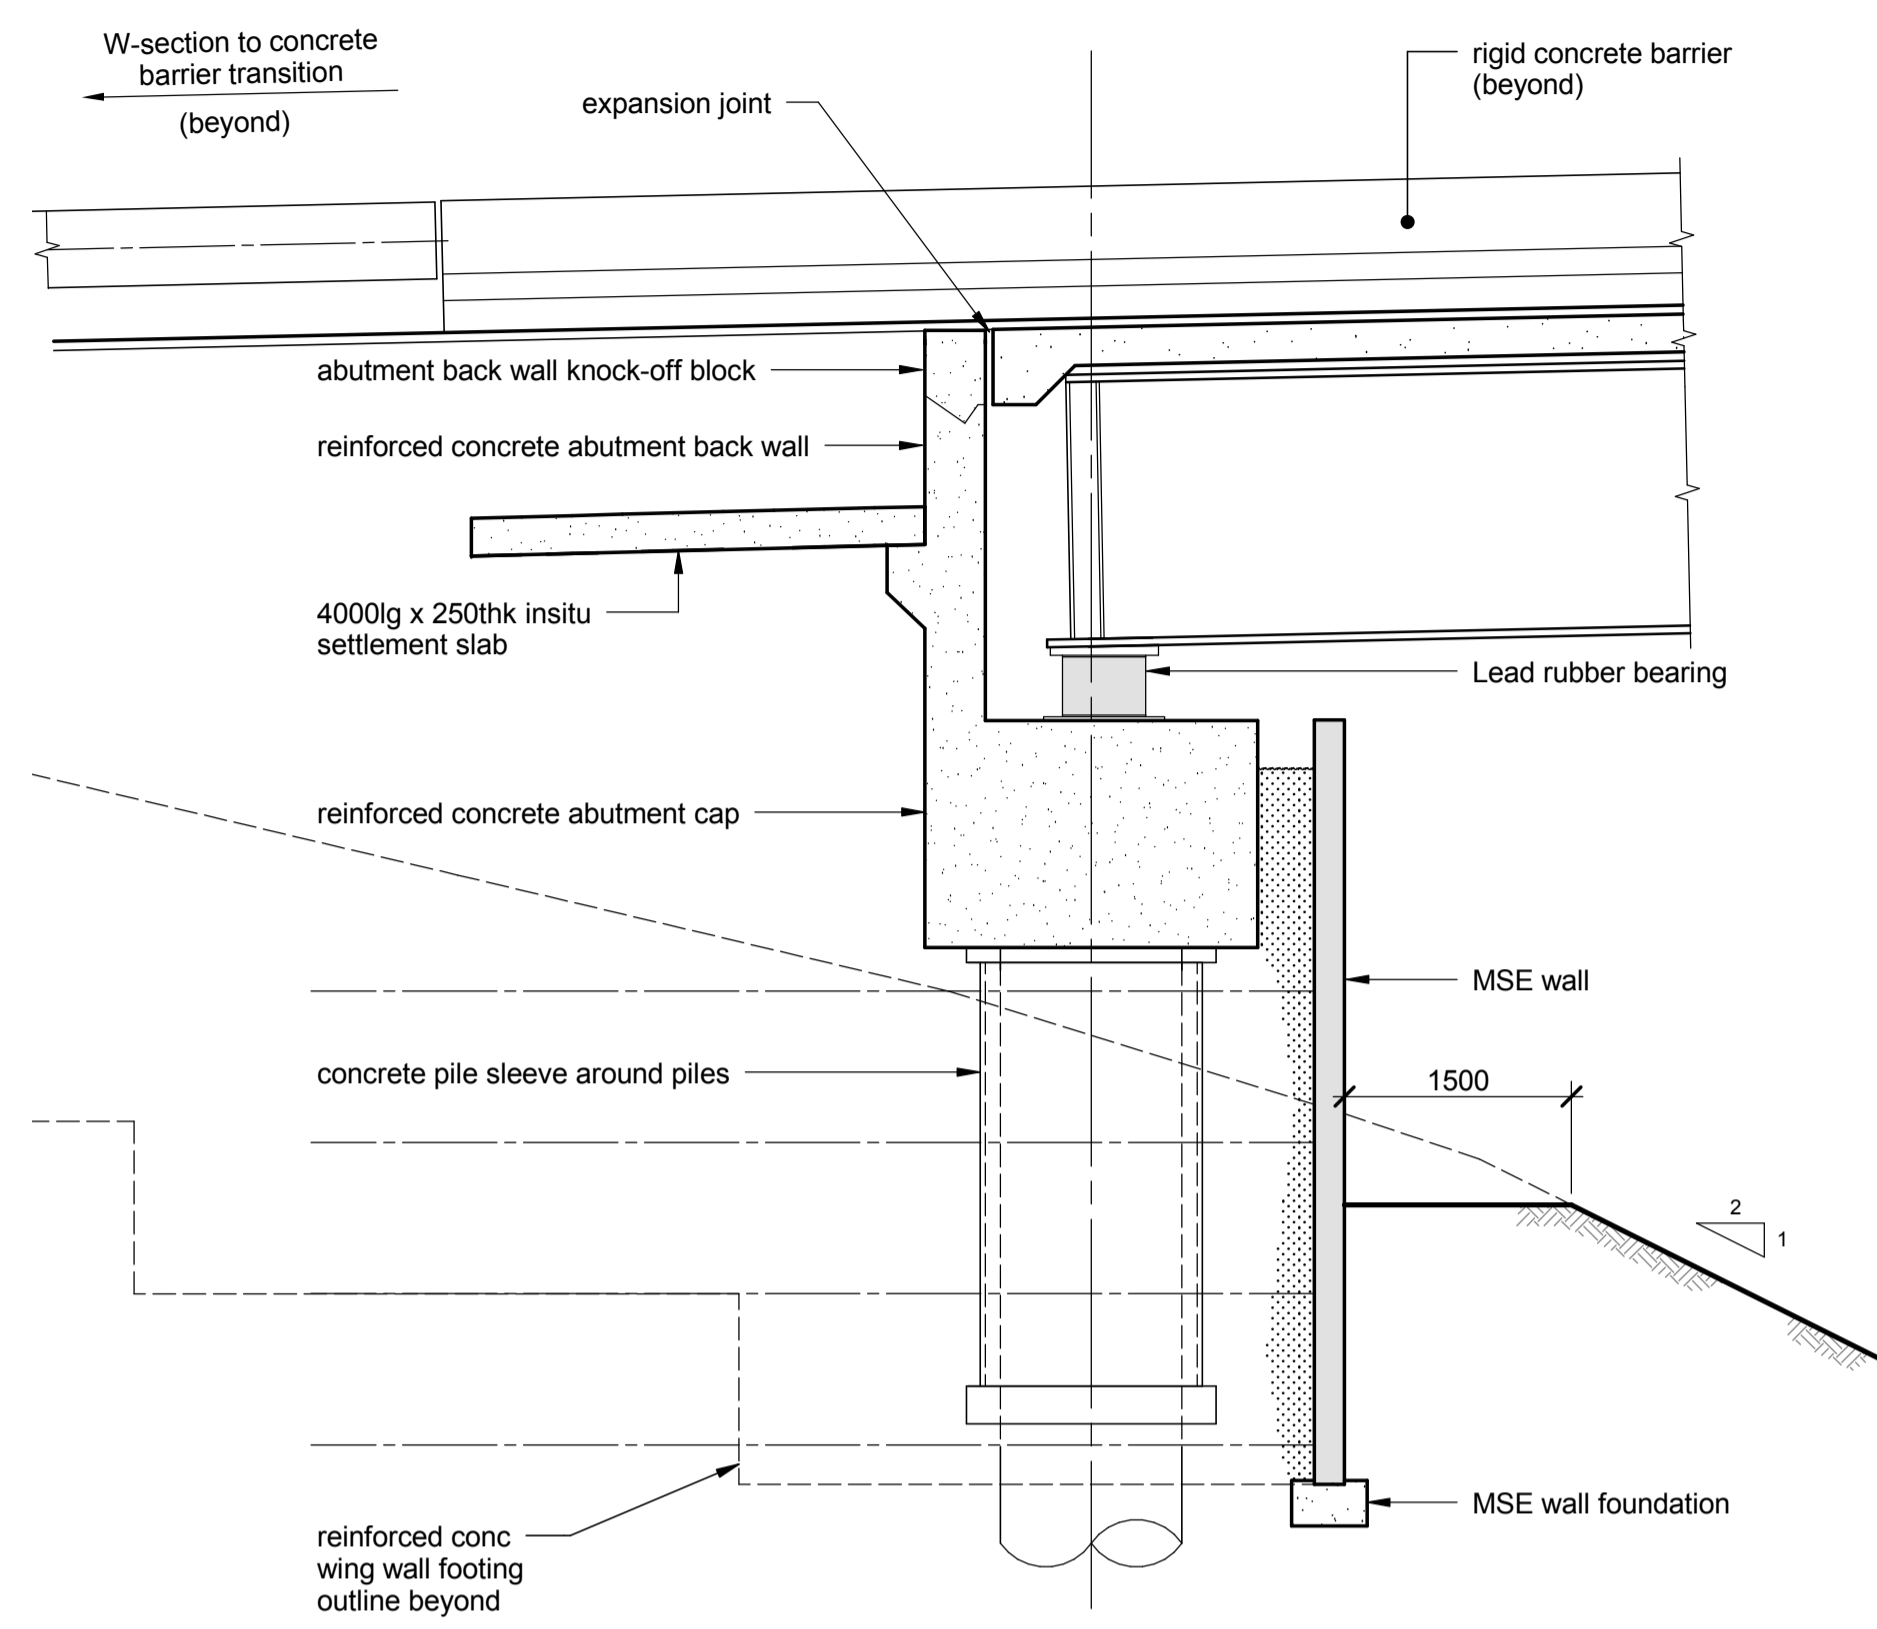 W-section to concrete
barrier transition
(beyond)
expansion joint
rigid concrete barrier
(beyond)
abutment back wall knock-off block
reinforced concrete abutment back wall
4000lg x 250thk insitu
settlement slab
Lead rubber bearing
reinforced concrete abutment cap
MSE wall
concrete pile sleeve around piles
1500
2
1
MSE wall foundation
reinforced conc
wing wall footing
outline beyond